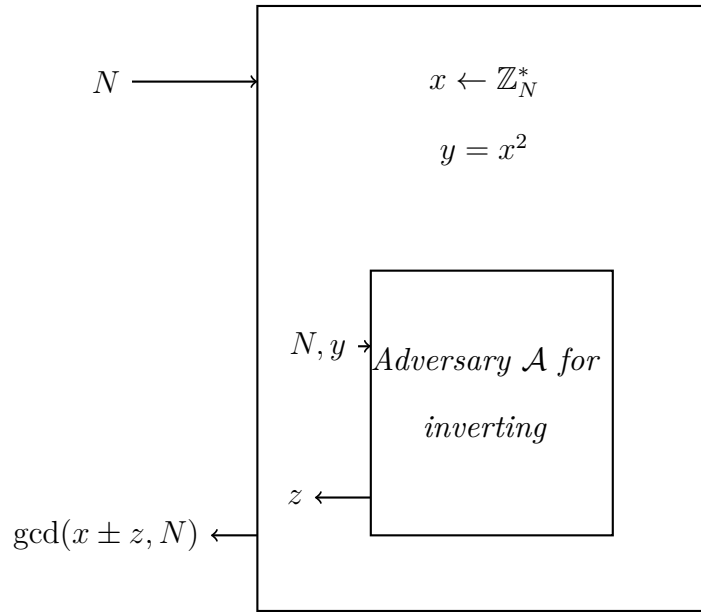 N
x ← ℤ*_N
y = x²
N, y
Adversary 𝒜 for
inverting
z
gcd(x ± z, N)